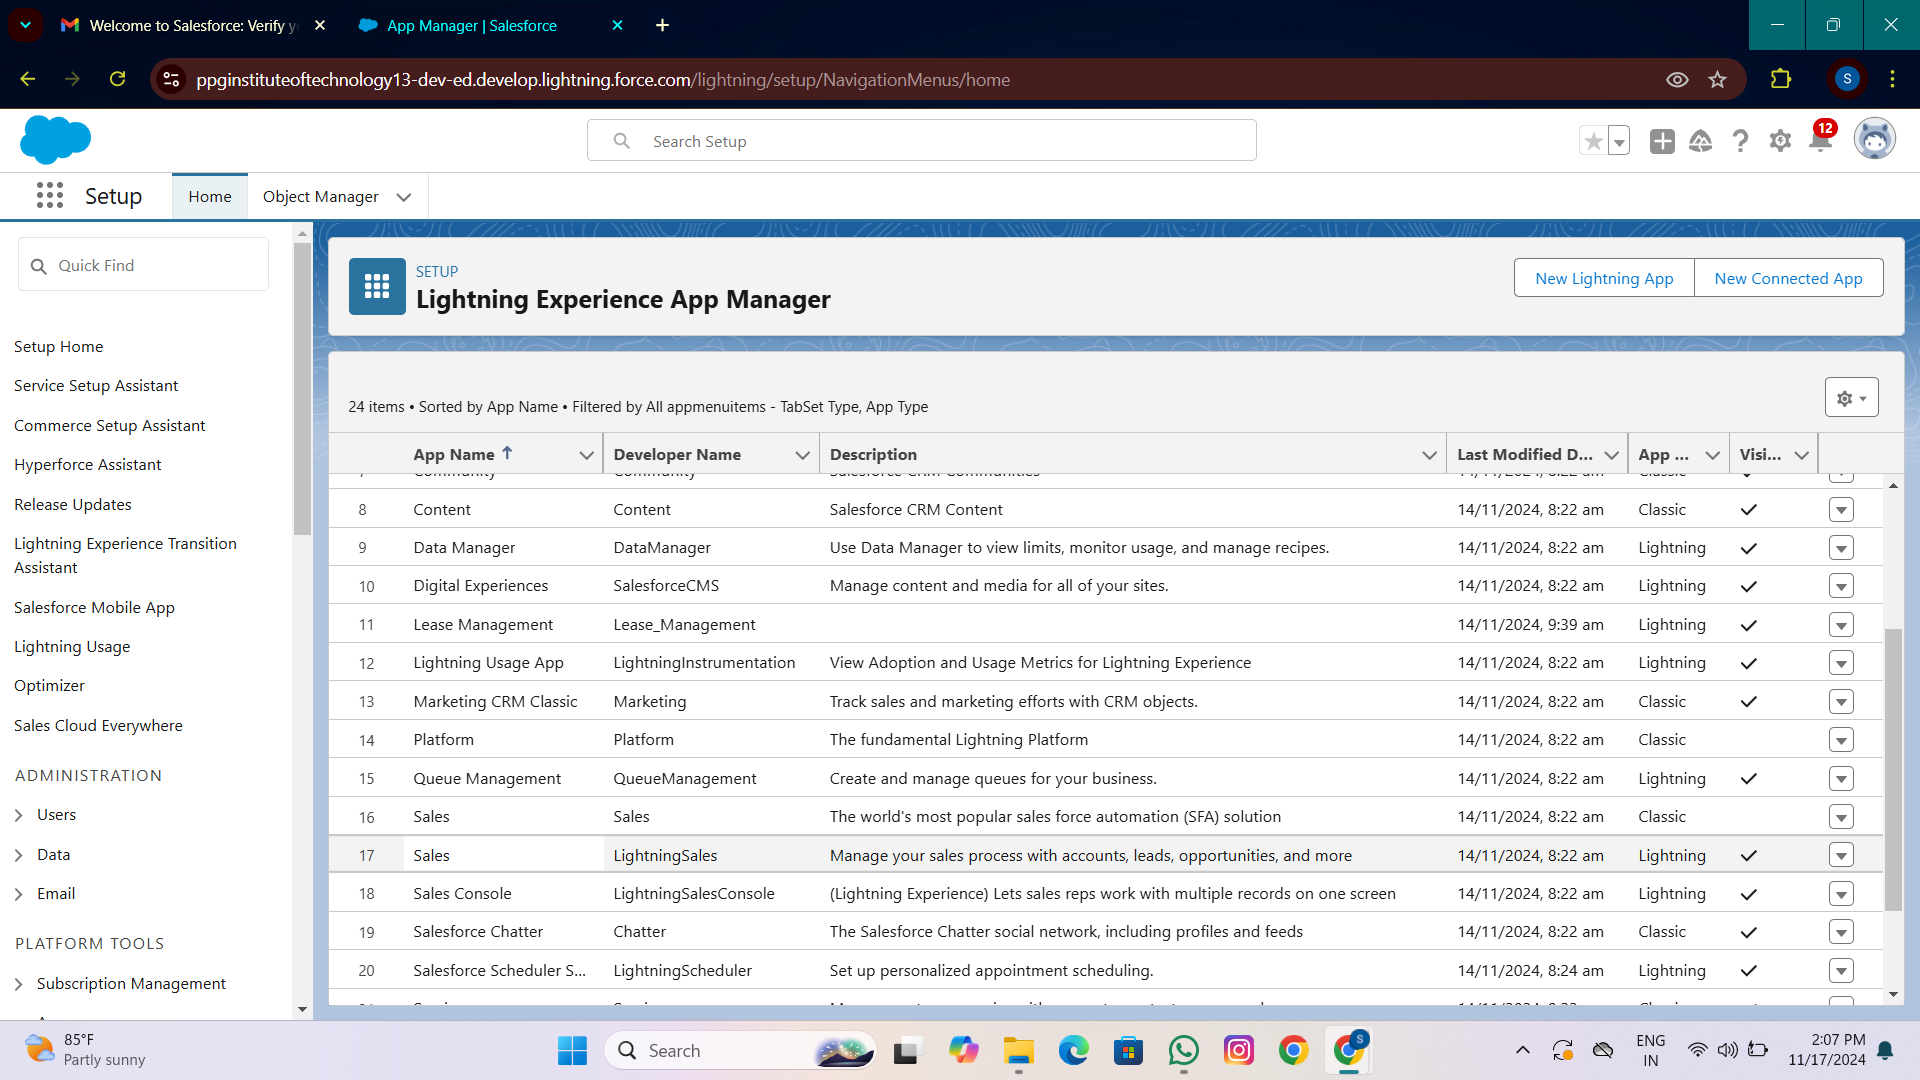 Welcome to Salesforce: Verify y
App Manager | Salesforce
ppginstituteoftechnology13-dev-ed.develop.lightning.force.com/lightning/setup/NavigationMenus/home
S
Search Setup
12
Setup
Home
Object Manager
Quick Find
Setup Home
Service Setup Assistant
Commerce Setup Assistant
Hyperforce Assistant
Release Updates
Lightning Experience Transition
Assistant
Salesforce Mobile App
Lightning Usage
Optimizer
Sales Cloud Everywhere
ADMINISTRATION
Users
Data
Email
PLATFORM TOOLS
Subscription Management
SETUP
Lightning Experience App Manager
New Lightning App
New Connected App
24 items • Sorted by App Name • Filtered by All appmenuitems - TabSet Type, App Type
App Name Developer Name Description Last Modified D... App ... Visi...
8 Content Content Salesforce CRM Content 14/11/2024, 8:22 am Classic
9 Data Manager DataManager Use Data Manager to view limits, monitor usage, and manage recipes. 14/11/2024, 8:22 am Lightning
10 Digital Experiences SalesforceCMS Manage content and media for all of your sites. 14/11/2024, 8:22 am Lightning
11 Lease Management Lease_Management 14/11/2024, 9:39 am Lightning
12 Lightning Usage App LightningInstrumentation View Adoption and Usage Metrics for Lightning Experience 14/11/2024, 8:22 am Lightning
13 Marketing CRM Classic Marketing Track sales and marketing efforts with CRM objects. 14/11/2024, 8:22 am Classic
14 Platform Platform The fundamental Lightning Platform 14/11/2024, 8:22 am Classic
15 Queue Management QueueManagement Create and manage queues for your business. 14/11/2024, 8:22 am Lightning
16 Sales Sales The world's most popular sales force automation (SFA) solution 14/11/2024, 8:22 am Classic
17 Sales LightningSales Manage your sales process with accounts, leads, opportunities, and more 14/11/2024, 8:22 am Lightning
18 Sales Console LightningSalesConsole (Lightning Experience) Lets sales reps work with multiple records on one screen 14/11/2024, 8:22 am Lightning
19 Salesforce Chatter Chatter The Salesforce Chatter social network, including profiles and feeds 14/11/2024, 8:22 am Classic
20 Salesforce Scheduler S... LightningScheduler Set up personalized appointment scheduling. 14/11/2024, 8:24 am Lightning
85°F
Partly sunny
Search
S
ENG
IN
2:07 PM
11/17/2024